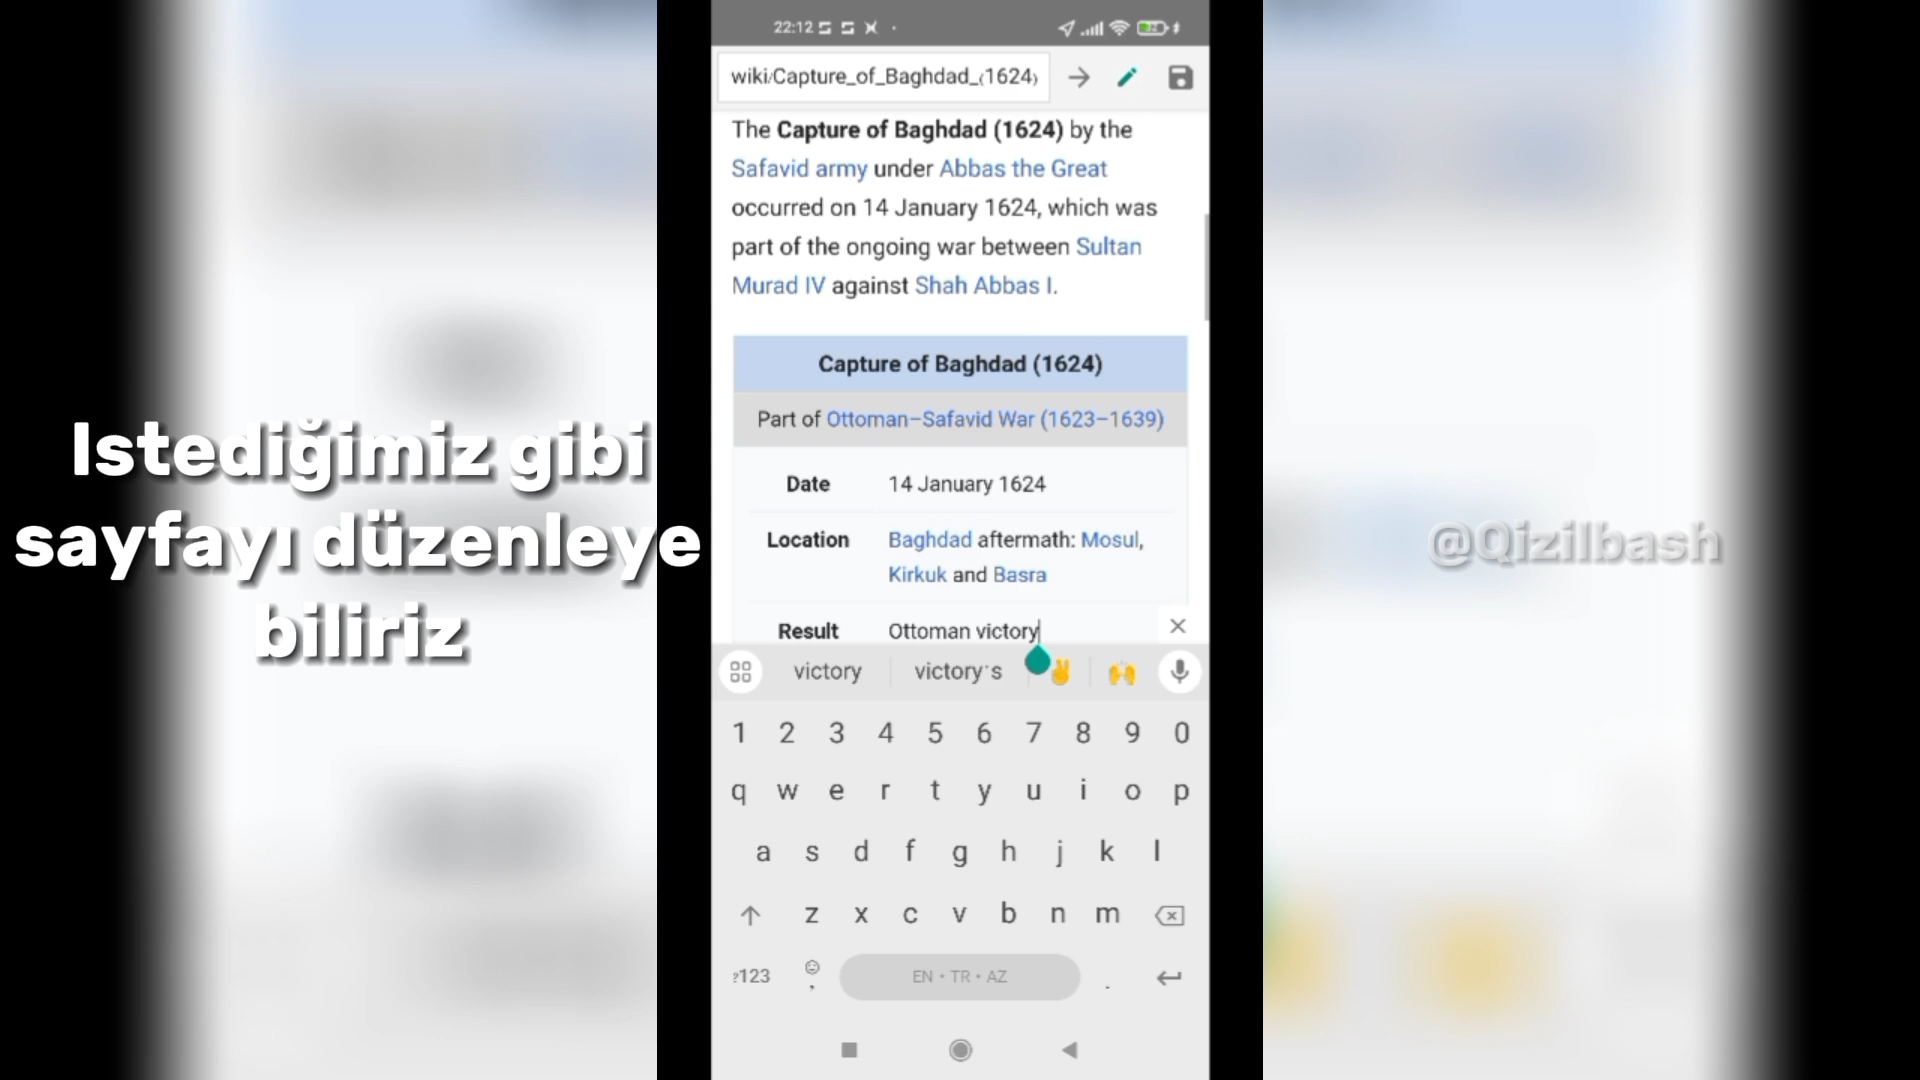 Istediğimiz gibi
sayfayı düzenleye
biliriz
22:12
wiki/Capture_of_Baghdad_(1624)
The Capture of Baghdad (1624) by the
Safavid army under Abbas the Great
occurred on 14 January 1624, which was
part of the ongoing war between Sultan
Murad IV against Shah Abbas I.
Capture of Baghdad (1624)
Part of Ottoman–Safavid War (1623–1639)
Date 14 January 1624
Location Baghdad aftermath: Mosul,
Kirkuk and Basra
Result Ottoman victory
victory victory's
1 2 3 4 5 6 7 8 9 0
q w e r t y u i o p
a s d f g h j k l
z x c v b n m
?123 , EN • TR • AZ .
@Qizilbash